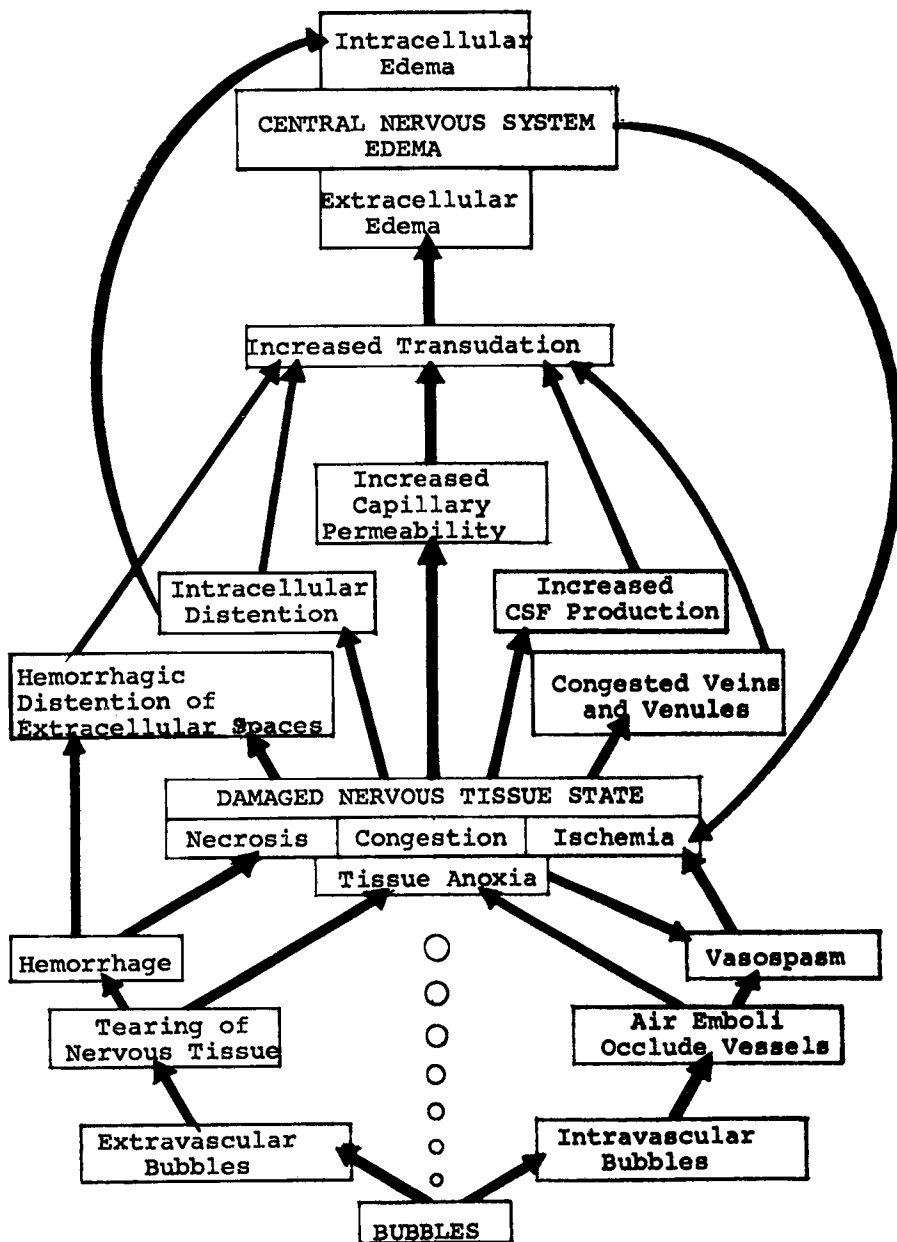 Intracellular
Edema
CENTRAL NERVOUS SYSTEM
EDEMA
Extracellular
Edema
Increased Transudation
Increased
Capillary
Permeability
Intracellular
Distention
Increased
CSF Production
Hemorrhagic
Distention of
Extracellular Spaces
Congested Veins
and Venules
DAMAGED NERVOUS TISSUE STATE
Necrosis
Congestion
Ischemia
Tissue Anoxia
Hemorrhage
Vasospasm
Tearing of
Nervous Tissue
Air Emboli
Occlude Vessels
Extravascular
Bubbles
Intravascular
Bubbles
BUBBLES